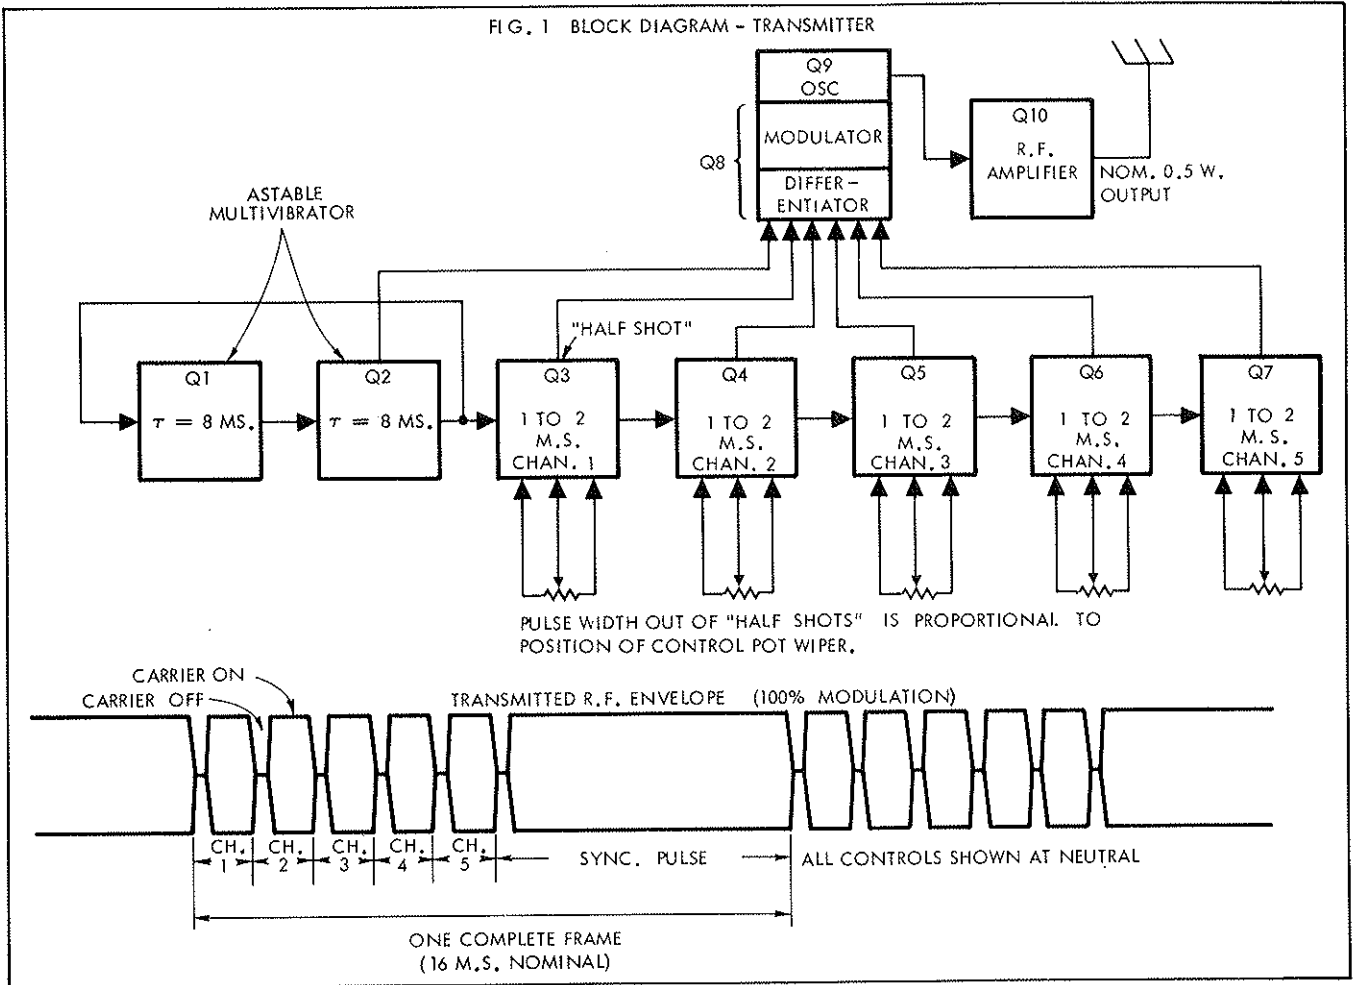 FIG. 1 BLOCK DIAGRAM - TRANSMITTER
Q9
OSC
MODULATOR
Q8
DIFFER-
ENTIATOR
Q10
R.F.
AMPLIFIER
NOM. 0.5 W.
OUTPUT
ASTABLE
MULTIVIBRATOR
"HALF SHOT"
Q1
τ = 8 MS.
Q2
τ = 8 MS.
Q3
1 TO 2
M.S.
CHAN. 1
Q4
1 TO 2
M.S.
CHAN. 2
Q5
1 TO 2
M.S.
CHAN. 3
Q6
1 TO 2
M.S.
CHAN. 4
Q7
1 TO 2
M.S.
CHAN. 5
PULSE WIDTH OUT OF "HALF SHOTS" IS PROPORTIONAL TO
POSITION OF CONTROL POT WIPER.
CARRIER ON
CARRIER OFF
TRANSMITTED R.F. ENVELOPE (100% MODULATION)
CH.
1
CH.
2
CH.
3
CH.
4
CH.
5
SYNC. PULSE
ALL CONTROLS SHOWN AT NEUTRAL
ONE COMPLETE FRAME
(16 M.S. NOMINAL)